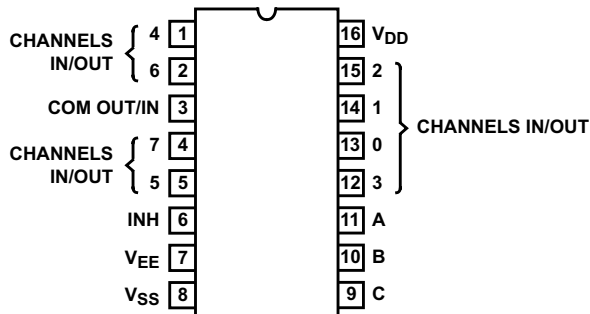 CHANNELS IN/OUT
4 1
6 2
COM OUT/IN 3
CHANNELS IN/OUT
7 4
5 5
INH 6
VEE 7
VSS 8
16 VDD
15 2
14 1
13 0
12 3
CHANNELS IN/OUT
11 A
10 B
9 C